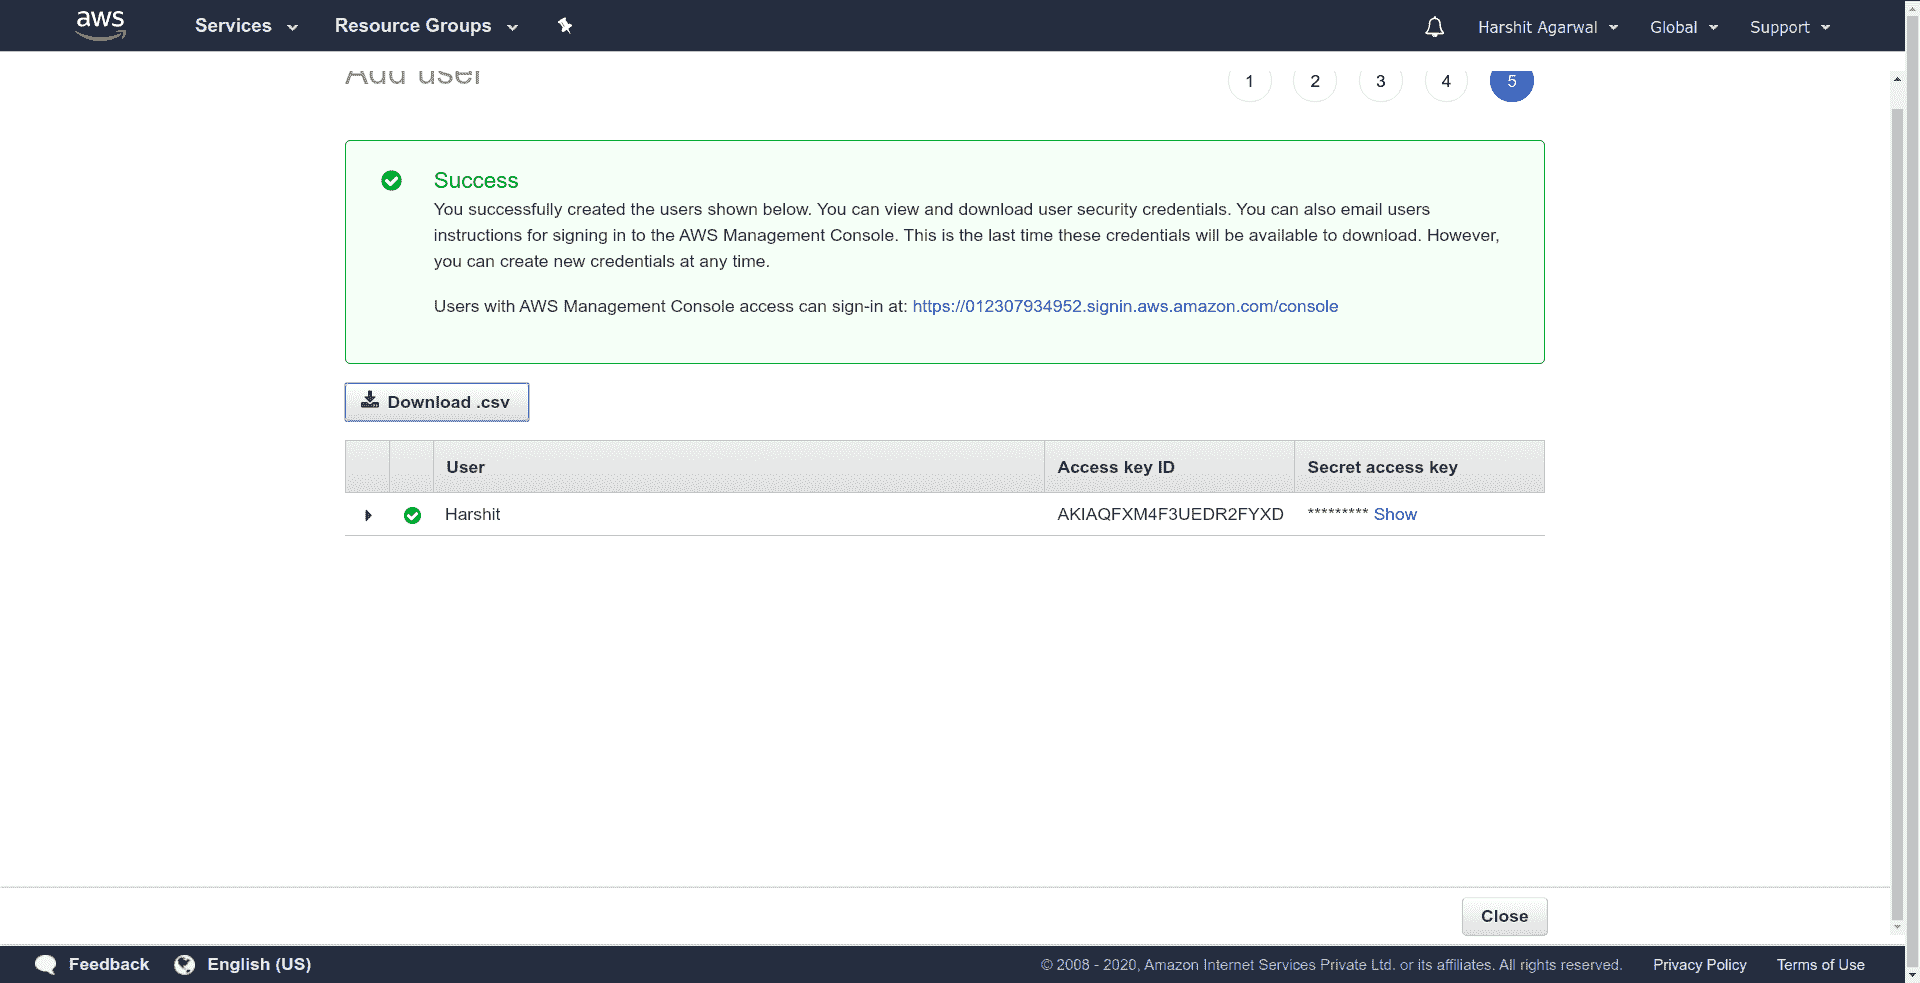 aws Services Resource Groups Harshit Agarwal Global Support
Add user 1 2 3 4 5
Success
You successfully created the users shown below. You can view and download user security credentials. You can also email users
instructions for signing in to the AWS Management Console. This is the last time these credentials will be available to download. However,
you can create new credentials at any time.
Users with AWS Management Console access can sign-in at: https://012307934952.signin.aws.amazon.com/console
Download .csv
User Access key ID Secret access key
Harshit AKIAQFXM4F3UEDR2FYXD ********* Show
Close
Feedback English (US) © 2008 - 2020, Amazon Internet Services Private Ltd. or its affiliates. All rights reserved. Privacy Policy Terms of Use